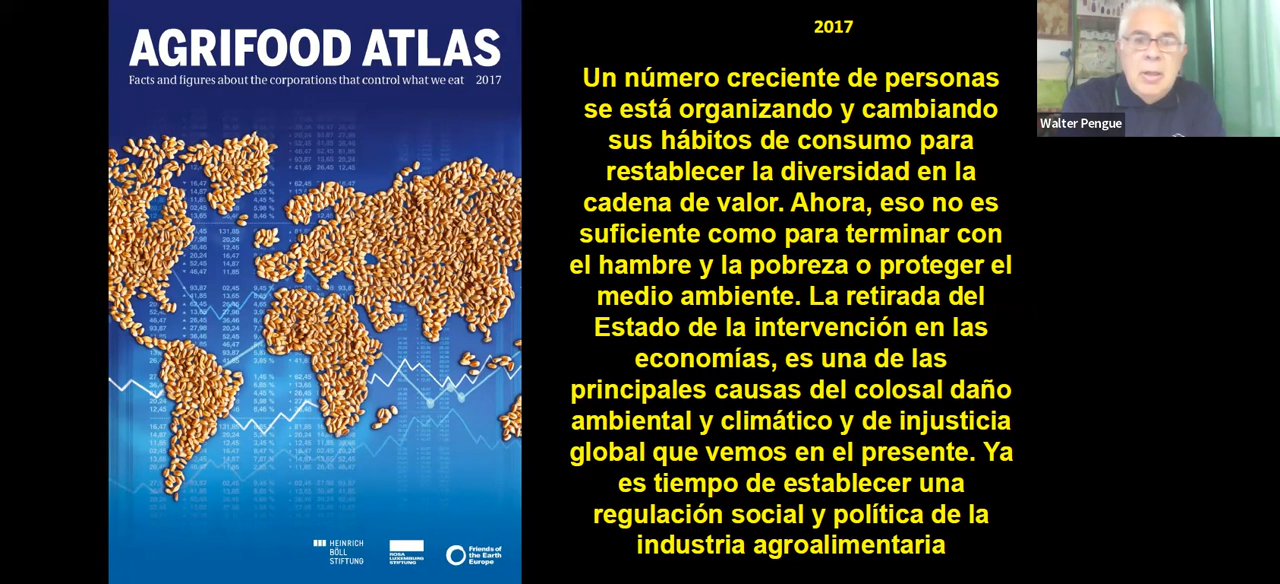 AGRIFOOD ATLAS
Facts and figures about the corporations that control what we eat 2017
HEINRICH
BÖLL
STIFTUNG
ROSA
LUXEMBURG
STIFTUNG
Friends of
the Earth
Europe
2017
Un número creciente de personas
se está organizando y cambiando
sus hábitos de consumo para
restablecer la diversidad en la
cadena de valor. Ahora, eso no es
suficiente como para terminar con
el hambre y la pobreza o proteger el
medio ambiente. La retirada del
Estado de la intervención en las
economías, es una de las
principales causas del colosal daño
ambiental y climático y de injusticia
global que vemos en el presente. Ya
es tiempo de establecer una
regulación social y política de la
industria agroalimentaria
Walter Pengue